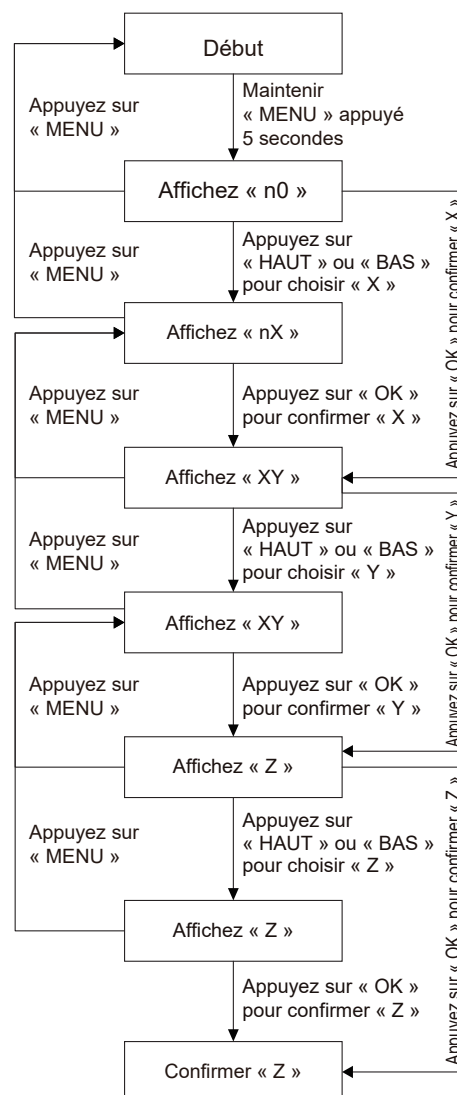 Début
Maintenir
« MENU » appuyé
5 secondes
Appuyez sur
« MENU »
Affichez « n0 »
Appuyez sur
« MENU »
Appuyez sur
« HAUT » ou « BAS »
pour choisir « X »
Appuyez sur « OK » pour confirmer « X »
Affichez « nX »
Appuyez sur
« MENU »
Appuyez sur « OK »
pour confirmer « X »
Affichez « XY »
Appuyez sur
« MENU »
Appuyez sur
« HAUT » ou « BAS »
pour choisir « Y »
Appuyez sur « OK » pour confirmer « Y »
Affichez « XY »
Appuyez sur
« MENU »
Appuyez sur « OK »
pour confirmer « Y »
Affichez « Z »
Appuyez sur
« MENU »
Appuyez sur
« HAUT » ou « BAS »
pour choisir « Z »
Appuyez sur « OK » pour confirmer « Z »
Affichez « Z »
Appuyez sur « OK »
pour confirmer « Z »
Confirmer « Z »